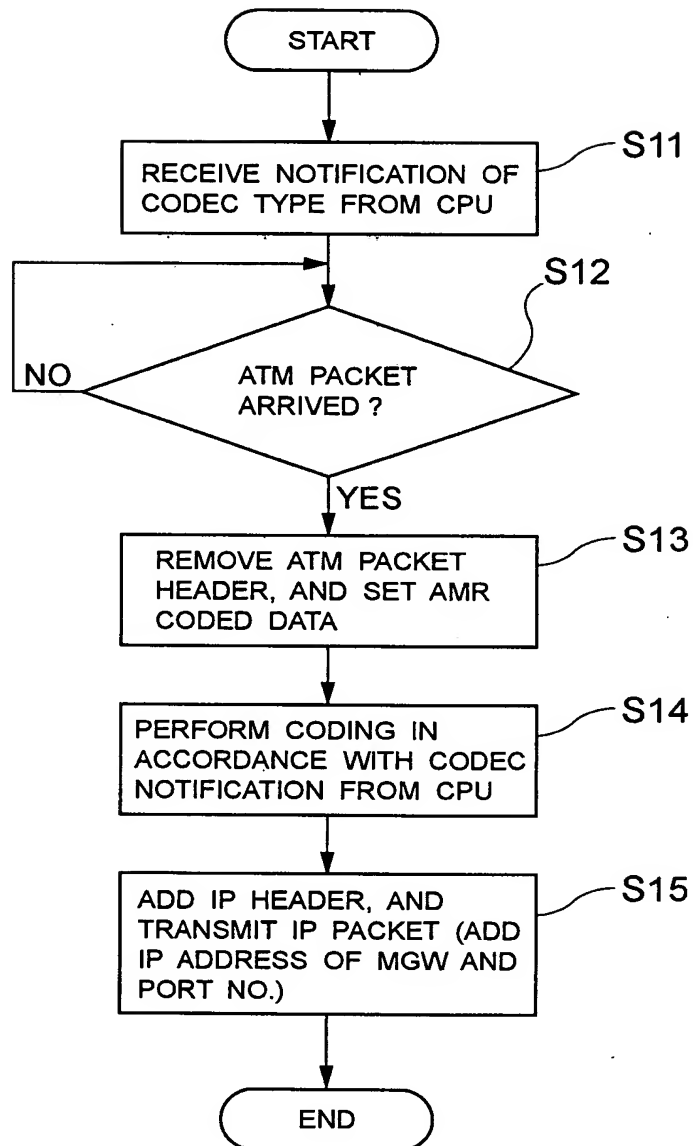 START
S11
RECEIVE NOTIFICATION OF
CODEC TYPE FROM CPU
S12
NO
ATM PACKET
ARRIVED ?
YES
S13
REMOVE ATM PACKET
HEADER, AND SET AMR
CODED DATA
S14
PERFORM CODING IN
ACCORDANCE WITH CODEC
NOTIFICATION FROM CPU
S15
ADD IP HEADER, AND
TRANSMIT IP PACKET (ADD
IP ADDRESS OF MGW AND
PORT NO.)
END